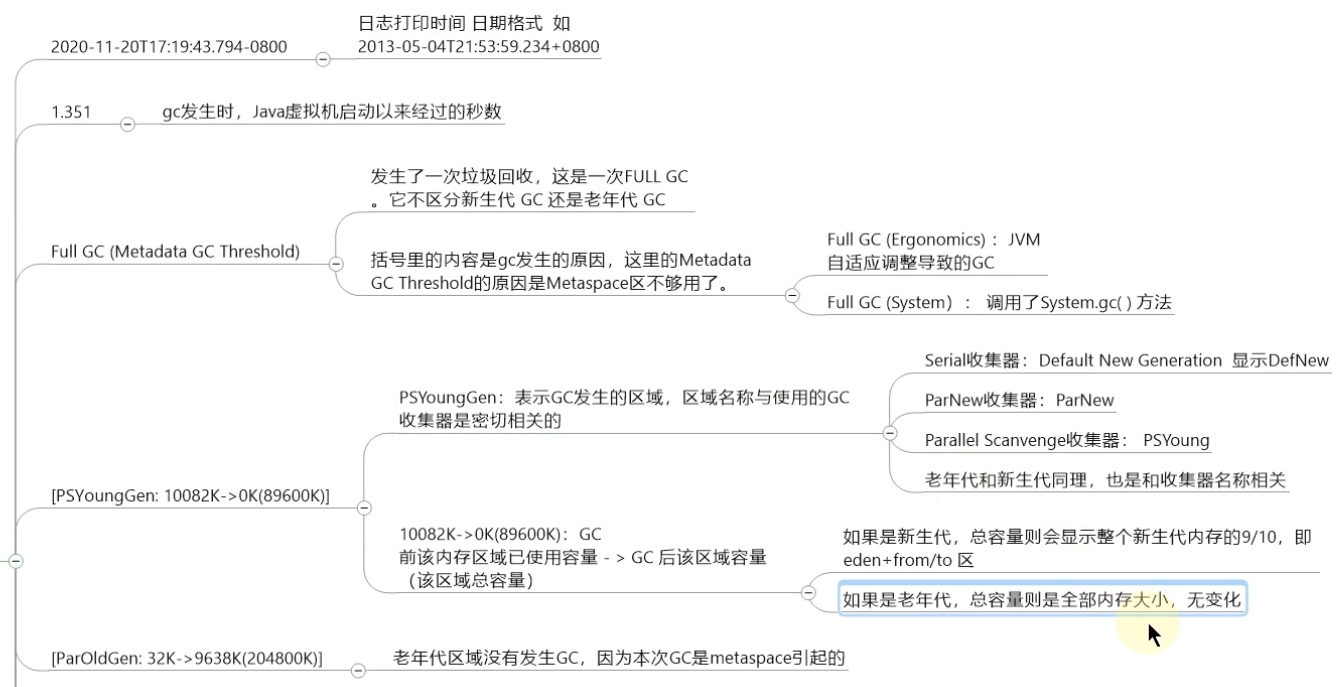 2020-11-20T17:19:43.794-0800
日志打印时间 日期格式 如
2013-05-04T21:53:59.234+0800
1.351
gc发生时，Java虚拟机启动以来经过的秒数
Full GC (Metadata GC Threshold)
发生了一次垃圾回收，这是一次FULL GC
。它不区分新生代 GC 还是老年代 GC
括号里的内容是gc发生的原因，这里的Metadata
GC Threshold的原因是Metaspace区不够用了。
Full GC (Ergonomics) ：JVM
自适应调整导致的GC
Full GC (System) ： 调用了System.gc( ) 方法
[PSYoungGen: 10082K->0K(89600K)]
PSYoungGen：表示GC发生的区域，区域名称与使用的GC
收集器是密切相关的
Serial收集器：Default New Generation 显示DefNew
ParNew收集器：ParNew
Parallel Scanvenge收集器： PSYoung
老年代和新生代同理，也是和收集器名称相关
10082K->0K(89600K)：GC
前该内存区域已使用容量 - > GC 后该区域容量
（该区域总容量）
如果是新生代，总容量则会显示整个新生代内存的9/10，即
eden+from/to 区
如果是老年代，总容量则是全部内存大小，无变化
[ParOldGen: 32K->9638K(204800K)]
老年代区域没有发生GC，因为本次GC是metaspace引起的